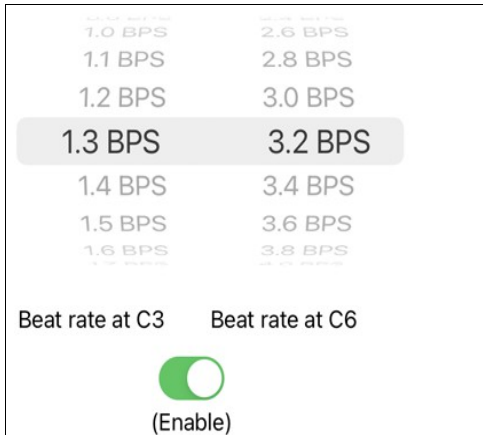 1.0 BPS 2.6 BPS
1.1 BPS 2.8 BPS
1.2 BPS 3.0 BPS
1.3 BPS 3.2 BPS
1.4 BPS 3.4 BPS
1.5 BPS 3.6 BPS
1.6 BPS 3.8 BPS
Beat rate at C3 Beat rate at C6
(Enable)